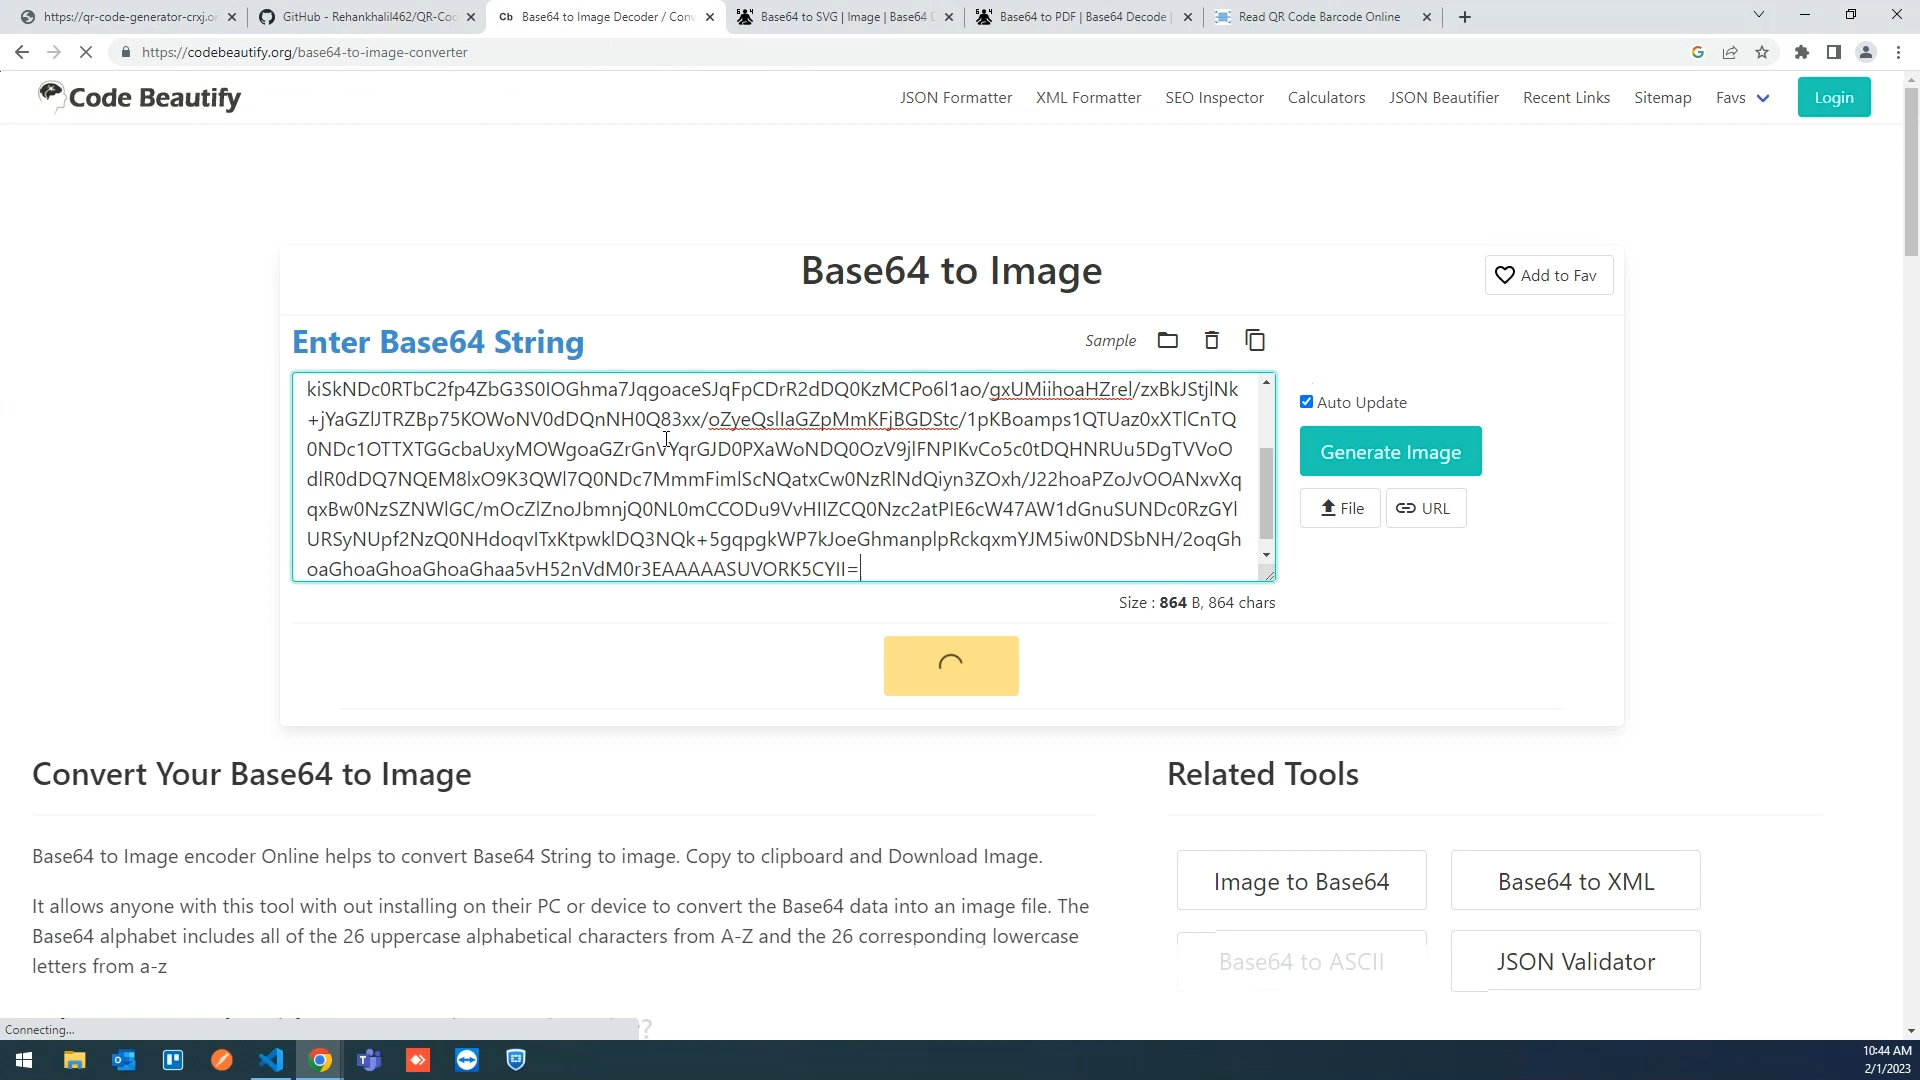 https://qr-code-generator-crxj.or
GitHub - Rehankhalil462/QR-Coc
Cb Base64 to Image Decoder / Conv
Base64 to SVG | Image | Base64 D
Base64 to PDF | Base64 Decode |
Read QR Code Barcode Online
https://codebeautify.org/base64-to-image-converter
Code Beautify
JSON Formatter
XML Formatter
SEO Inspector
Calculators
JSON Beautifier
Recent Links
Sitemap
Favs
Login
Base64 to Image
Add to Fav
Enter Base64 String
Sample
kiSkNDc0RTbC2fp4ZbG3S0IOGhma7JqgoaceSJqFpCDrR2dDDQ0KzMCPo6l1ao/gxUMiihoaHZrel/zxBkJStjlNk
+jYaGZlJTRZBp75KOWoNV0dDQnNH0Q83xx/oZyeQslIaGZpMmKFjBGDStc/1pKBoamps1QTUaz0xXTlCnTQ
0NDc1OTTXTGGcbaUxyMOWgoaGZrGnVYqrGJD0PXaWoNDQ0OzV9jlFNPIKvCo5c0tDQHNRUu5DgTVVoO
dlR0dDQ7NQEM8lxO9K3QWl7Q0NDc7MmmFimlScNQatxCw0NzRlNdQiyn3ZOxh/J22hoaPZoJvOOANxvXq
qxBw0NzSZNWlGC/mOcZlZnoJbmnjQ0NL0mCCODu9VvHIIZCQ0Nzc2atPIE6cW47AW1dGnuSUNDc0RzGYl
URSyNUpf2NzQ0NHdoqvITxKtpwklDQ3NQk+5gqpgkWP7kJoeGhmanplpRckqxmYJM5iw0NDSbNH/2oqGh
oaGhoaGhoaGhoaGhaa5vH52nVdM0r3EAAAAASUVORK5CYII=
Auto Update
Generate Image
File
URL
Size : 864 B, 864 chars
Convert Your Base64 to Image
Base64 to Image encoder Online helps to convert Base64 String to image. Copy to clipboard and Download Image.
It allows anyone with this tool with out installing on their PC or device to convert the Base64 data into an image file. The
Base64 alphabet includes all of the 26 uppercase alphabetical characters from A-Z and the 26 corresponding lowercase
letters from a-z
Related Tools
Image to Base64
Base64 to XML
Base64 to ASCII
JSON Validator
Connecting...
10:44 AM
2/1/2023